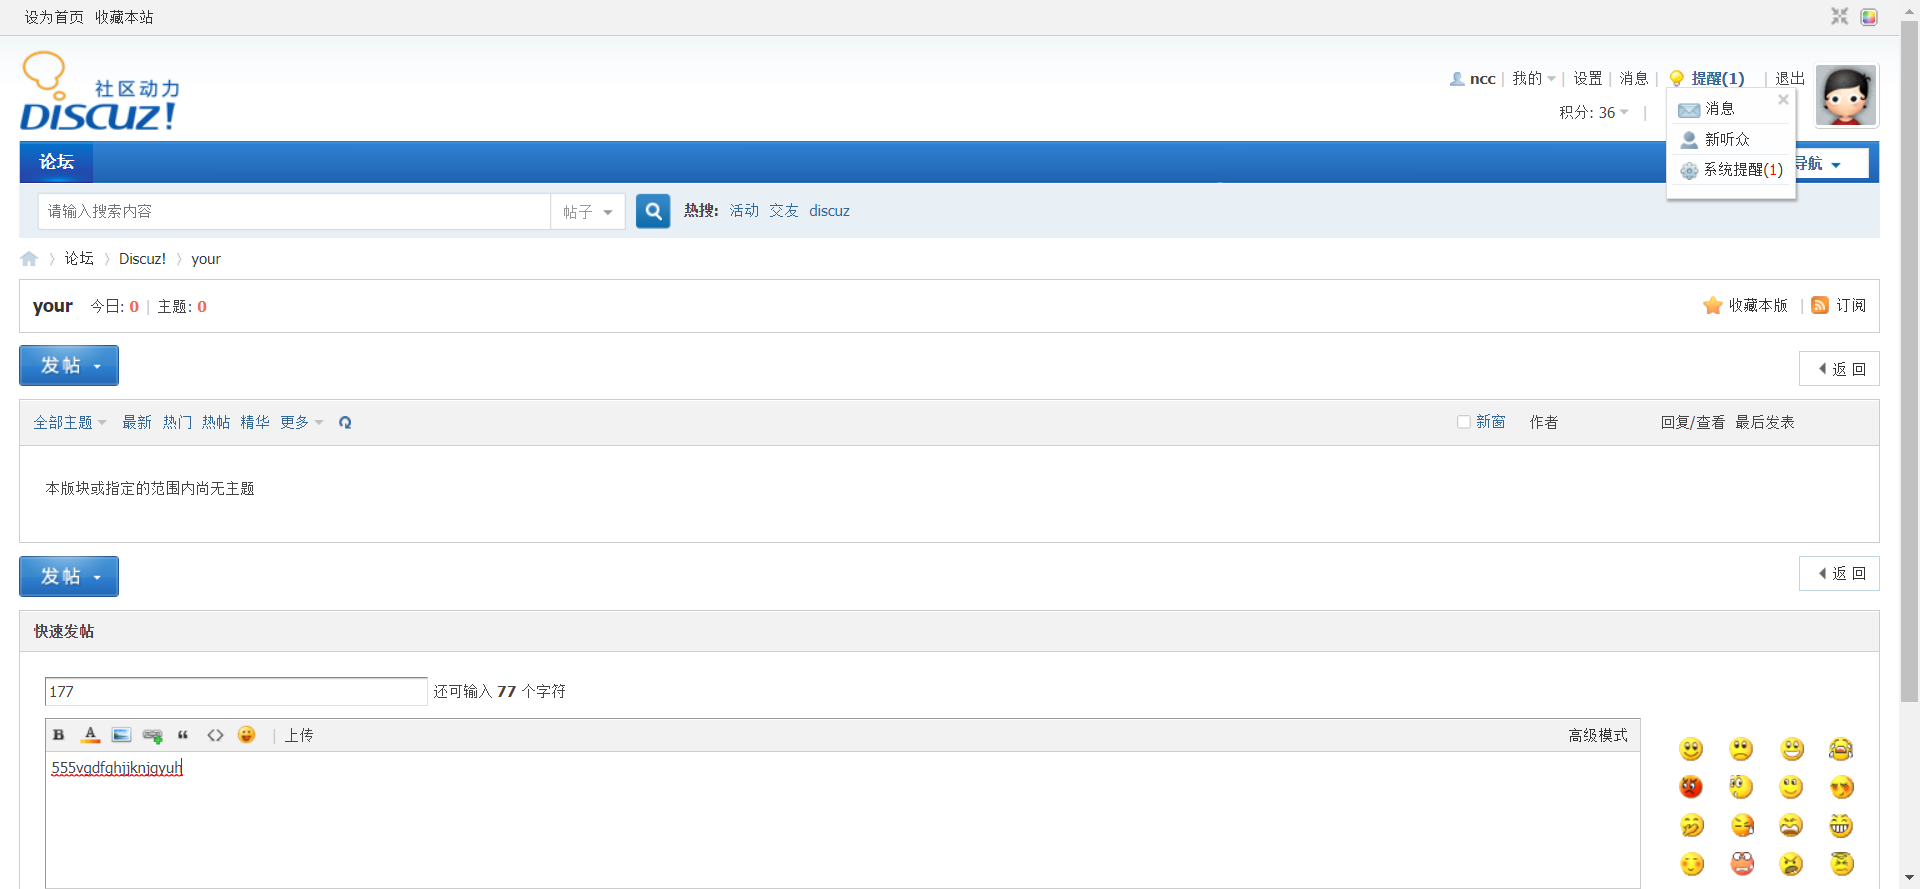 设为首页 收藏本站
社区动力
DISCUZ!
ncc | 我的 | 设置 | 消息 | 提醒(1) | 退出
积分: 36 |
消息
新听众
系统提醒(1)
论坛
导航
请输入搜索内容 帖子 热搜: 活动 交友 discuz
论坛 〉 Discuz! 〉 your
your 今日: 0 | 主题: 0 收藏本版 | 订阅
发帖 返回
全部主题 最新 热门 热帖 精华 更多 新窗 作者 回复/查看 最后发表
本版块或指定的范围内尚无主题
发帖 返回
快速发帖
177 还可输入 77 个字符
B A “ <> | 上传 高级模式
555vgdfghjjknjgyuh